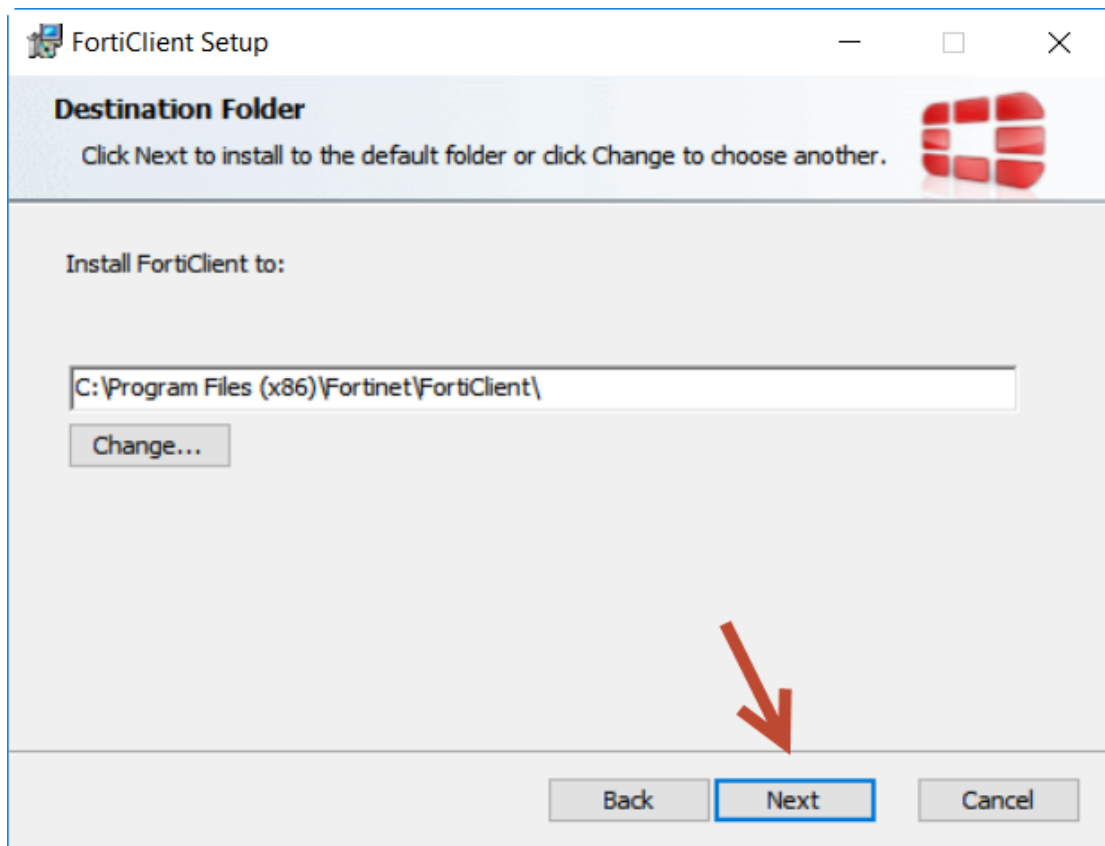 FortiClient Setup
Destination Folder
Click Next to install to the default folder or click Change to choose another.
Install FortiClient to:
C:\Program Files (x86)\Fortinet\FortiClient\
Change...
Back
Next
Cancel